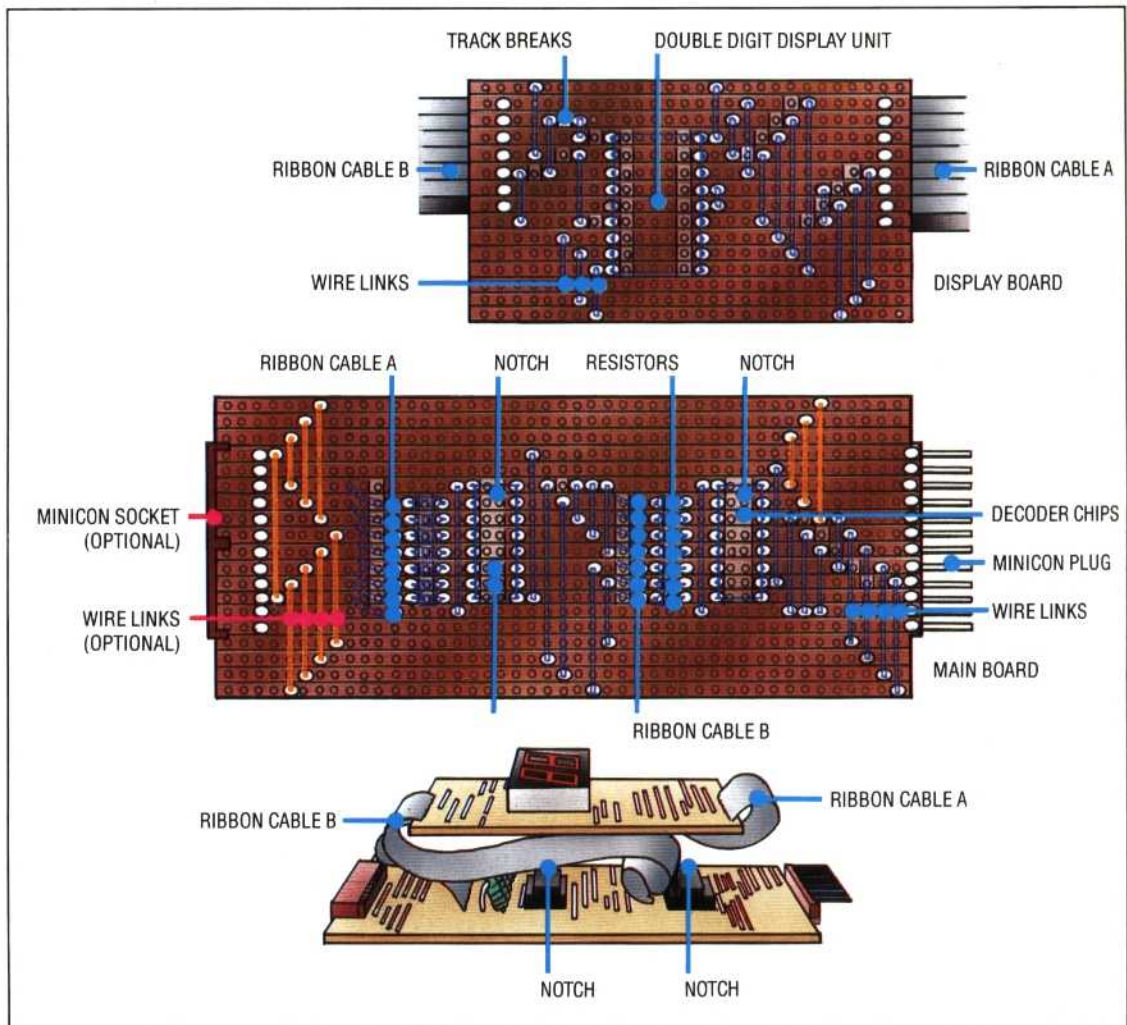 TRACK BREAKS
DOUBLE DIGIT DISPLAY UNIT
RIBBON CABLE B
RIBBON CABLE A
WIRE LINKS
DISPLAY BOARD
RIBBON CABLE A
NOTCH
RESISTORS
NOTCH
MINICON SOCKET
(OPTIONAL)
DECODER CHIPS
MINICON PLUG
WIRE LINKS
(OPTIONAL)
WIRE LINKS
MAIN BOARD
RIBBON CABLE B
RIBBON CABLE B
RIBBON CABLE A
NOTCH
NOTCH